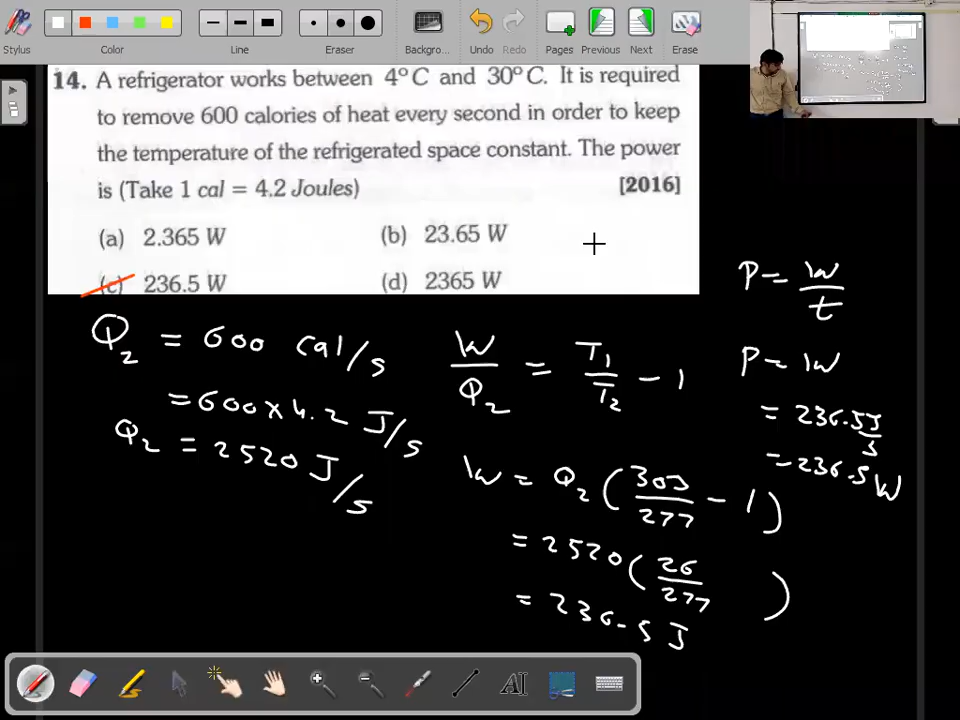 Stylus
Color
Line
Eraser
Backgro...
Undo
Redo
Pages
Previous
Next
Erase
14. A refrigerator works between 4°C and 30°C. It is required
to remove 600 calories of heat every second in order to keep
the temperature of the refrigerated space constant. The power
is (Take 1 cal = 4.2 Joules) [2016]
(a) 2.365 W (b) 23.65 W
(c) 236.5 W (d) 2365 W
Q₂ = 600 cal/s
= 600 x 4.2 J/s
Q₂ = 2520 J/s
W/Q₂ = T₁/T₂ - 1
W = Q₂ (303/277 - 1)
= 2520 (26/277)
= 236.5 J
P = W/t
P = W
= 236.5 J/s
= 236.5 W
AI